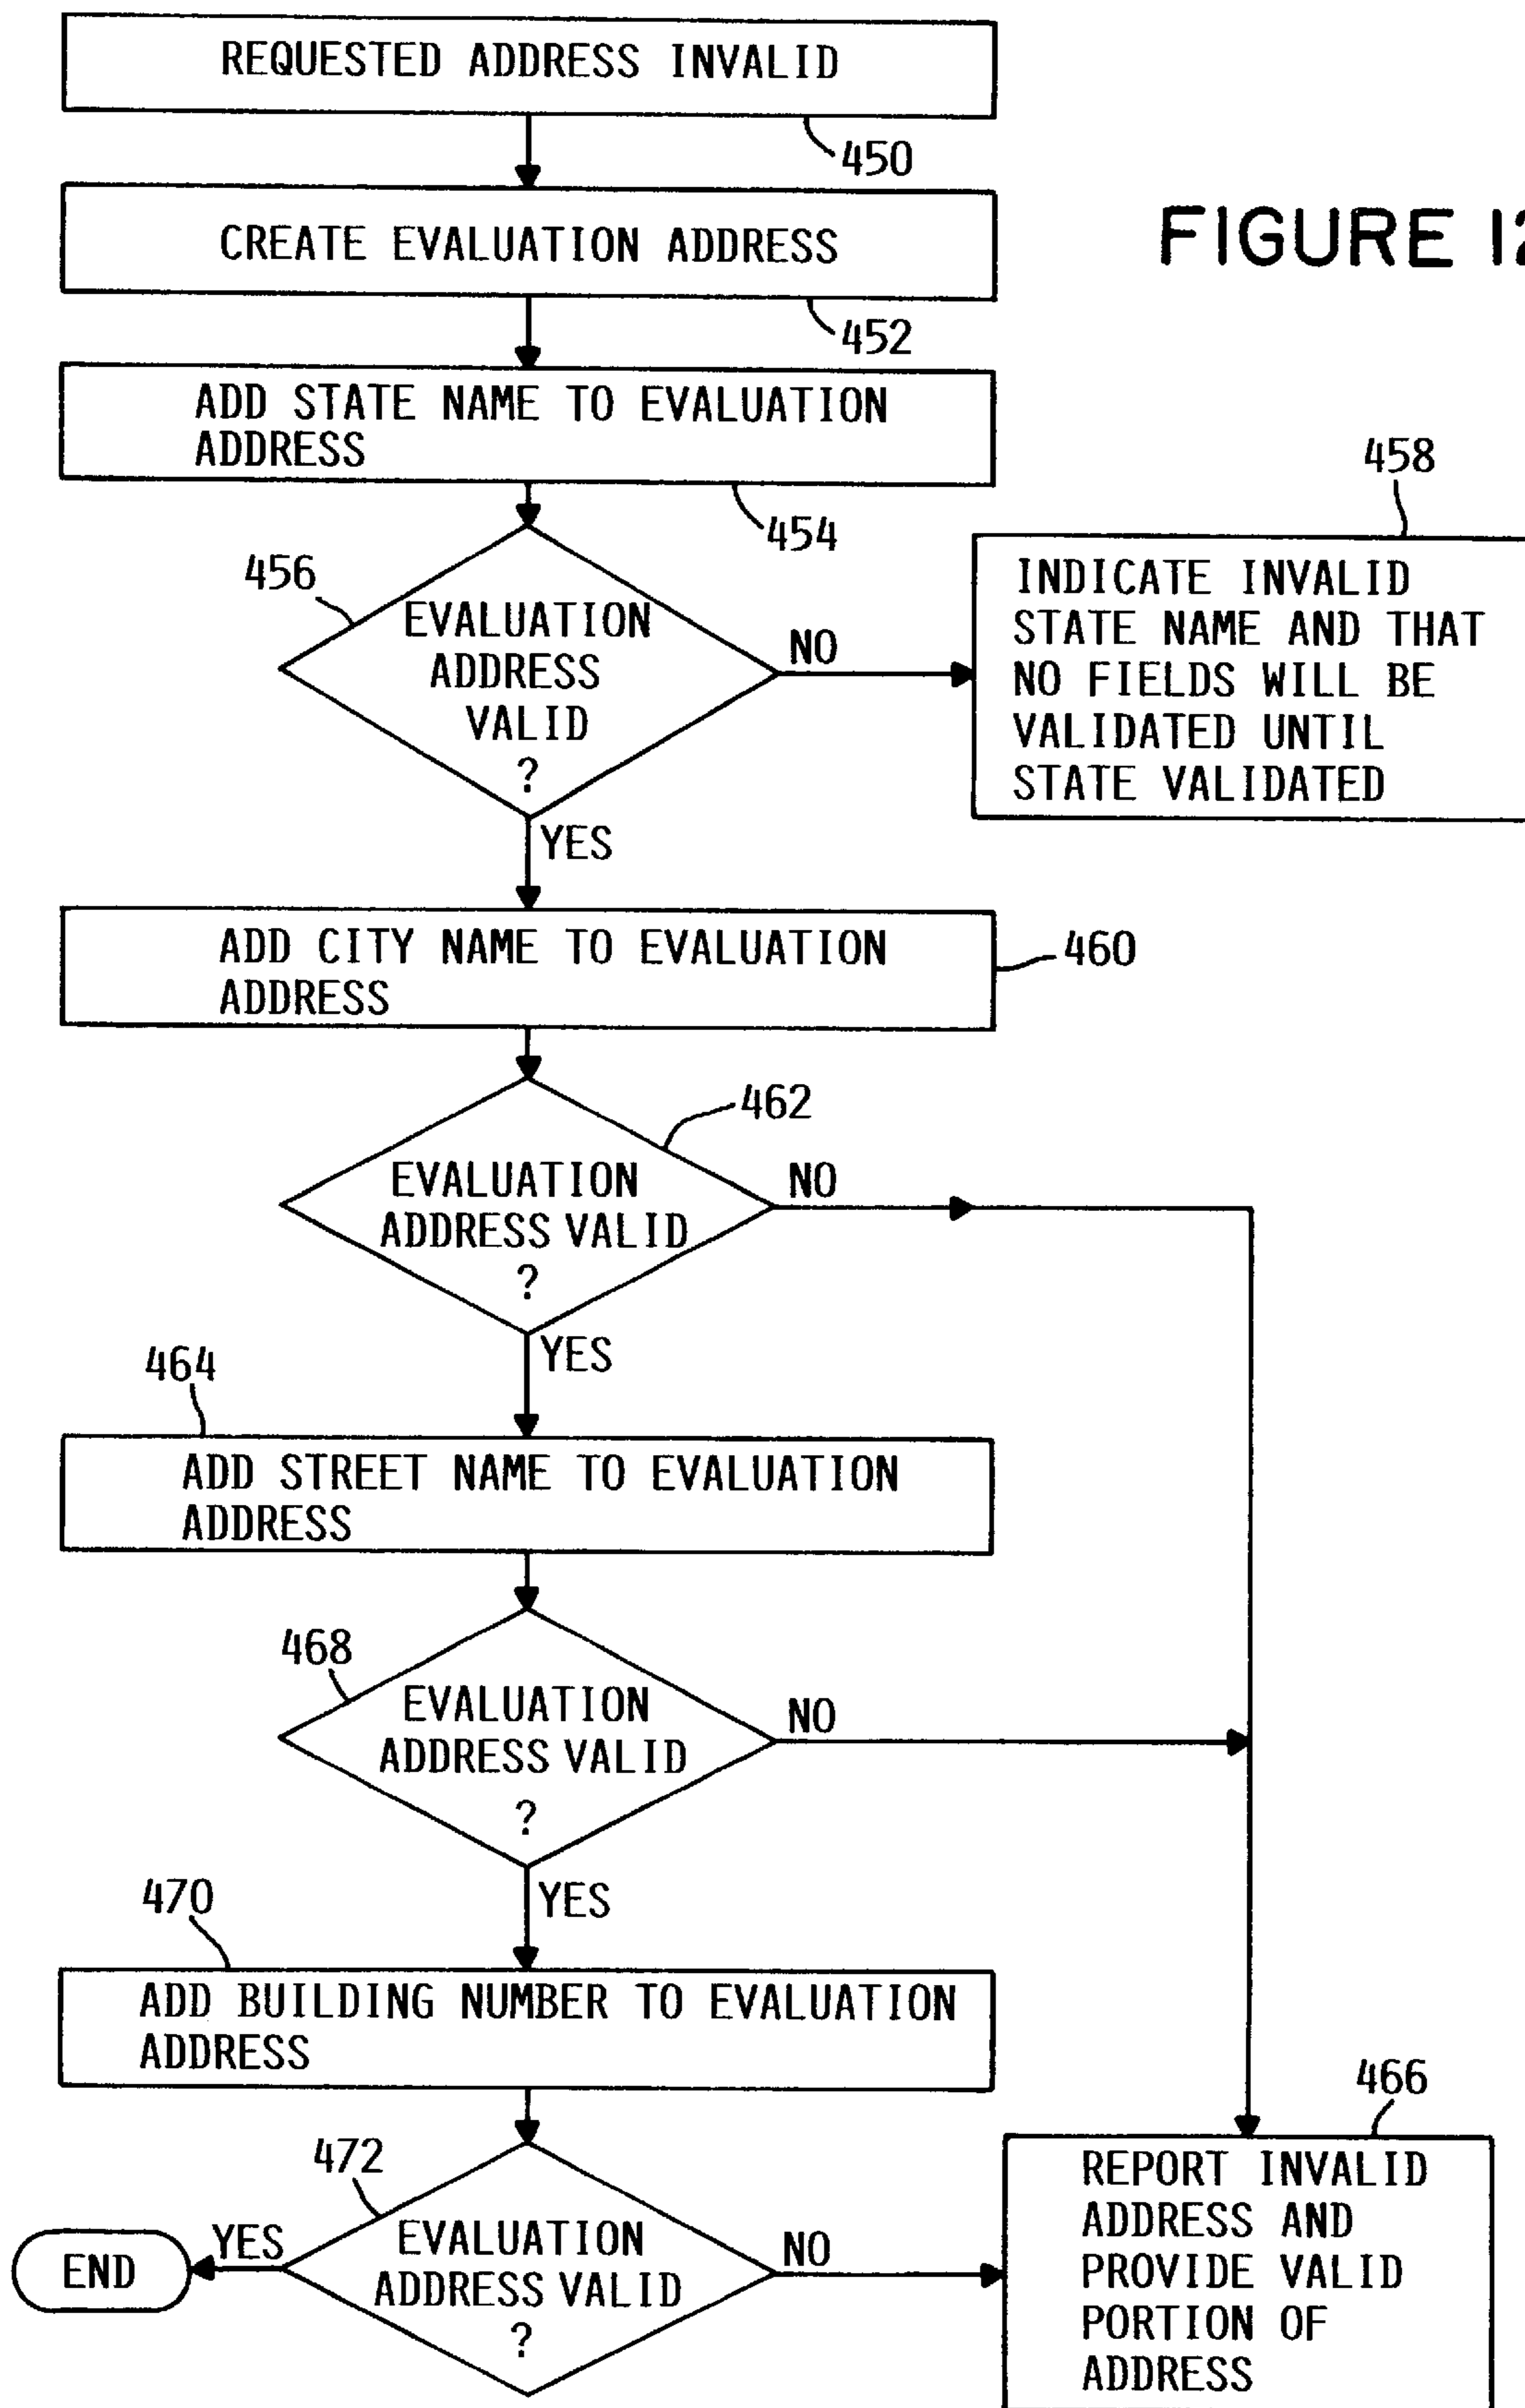 REQUESTED ADDRESS INVALID
450
CREATE EVALUATION ADDRESS
FIGURE 12
452
ADD STATE NAME TO EVALUATION
ADDRESS
454
456
EVALUATION
ADDRESS
VALID
?
NO
458
INDICATE INVALID
STATE NAME AND THAT
NO FIELDS WILL BE
VALIDATED UNTIL
STATE VALIDATED
YES
ADD CITY NAME TO EVALUATION
ADDRESS
460
462
EVALUATION
ADDRESS VALID
?
NO
YES
464
ADD STREET NAME TO EVALUATION
ADDRESS
468
EVALUATION
ADDRESS VALID
?
NO
YES
470
ADD BUILDING NUMBER TO EVALUATION
ADDRESS
472
EVALUATION
ADDRESS VALID
?
YES
END
NO
466
REPORT INVALID
ADDRESS AND
PROVIDE VALID
PORTION OF
ADDRESS